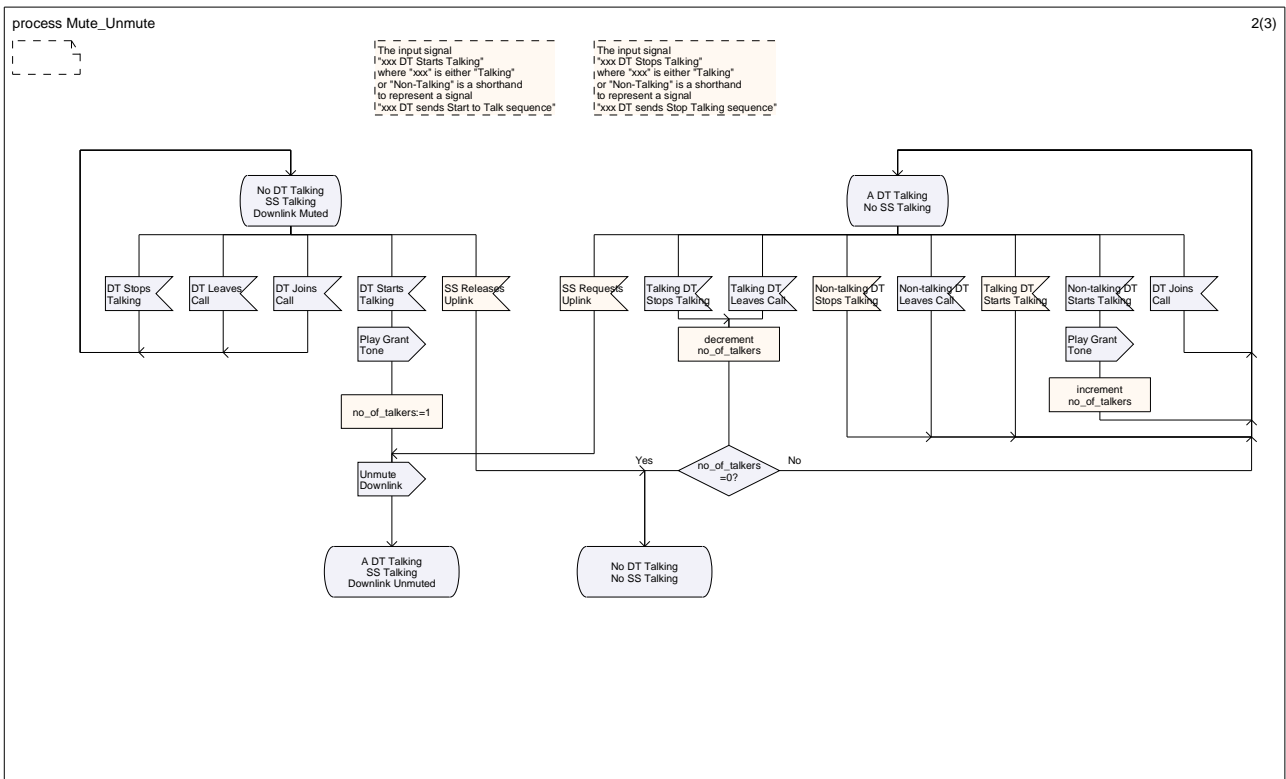 process Mute_Unmute
2(3)
The input signal
"xxx DT Starts Talking"
where "xxx" is either "Talking"
or "Non-Talking" is a shorthand
to represent a signal
"xxx DT sends Start to Talk sequence"
The input signal
"xxx DT Stops Talking"
where "xxx" is either "Talking"
or "Non-Talking" is a shorthand
to represent a signal
"xxx DT sends Stop Talking sequence"
No DT Talking
SS Talking
Downlink Muted
A DT Talking
No SS Talking
DT Stops
Talking
DT Leaves
Call
DT Joins
Call
DT Starts
Talking
SS Releases
Uplink
SS Requests
Uplink
Talking DT
Stops Talking
Talking DT
Leaves Call
Non-talking DT
Stops Talking
Non-talking DT
Leaves Call
Talking DT
Starts Talking
Non-talking DT
Starts Talking
DT Joins
Call
Play Grant
Tone
decrement
no_of_talkers
Play Grant
Tone
no_of_talkers:=1
increment
no_of_talkers
Unmute
Downlink
Yes
no_of_talkers
=0?
No
A DT Talking
SS Talking
Downlink Unmuted
No DT Talking
No SS Talking